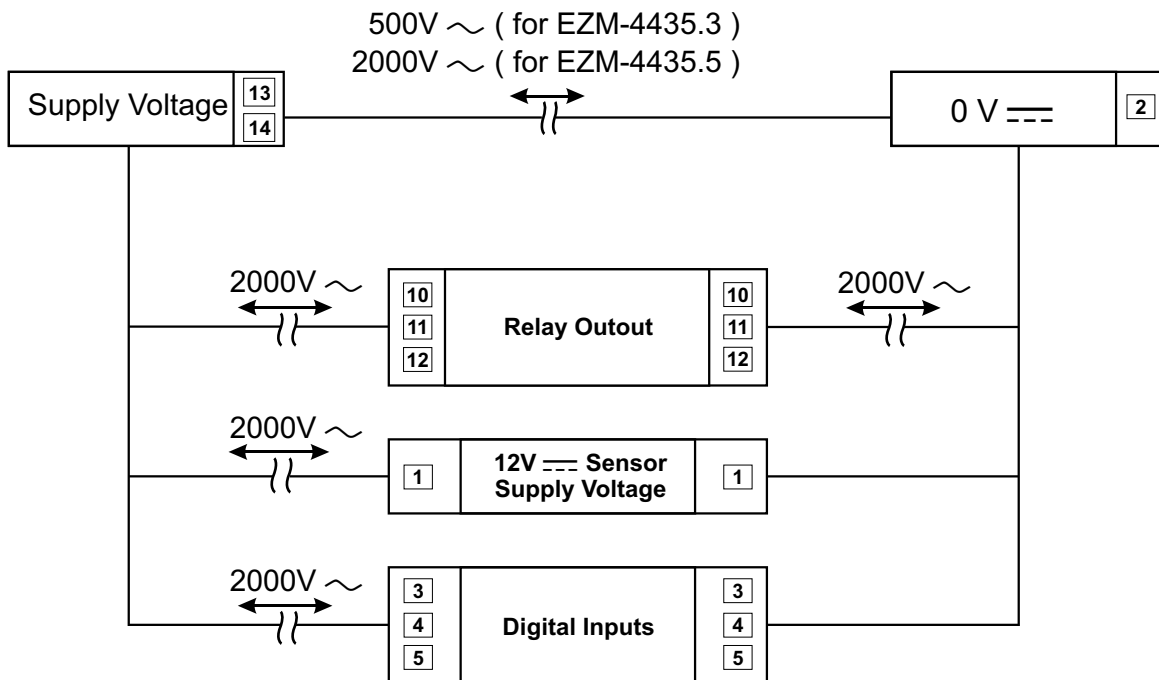 500V ~ ( for EZM-4435.3 )
2000V ~ ( for EZM-4435.5 )
Supply Voltage
13
14
0 V ⎓
2
2000V ~
10
11
12
Relay Outout
10
11
12
2000V ~
2000V ~
1
12V ⎓ Sensor
Supply Voltage
1
2000V ~
3
4
5
Digital Inputs
3
4
5